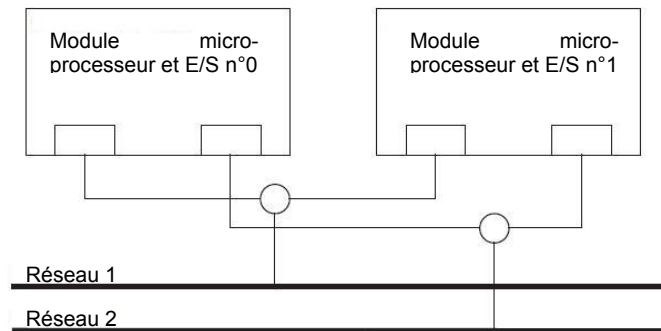 Module micro-
processeur et E/S n°0
Module micro-
processeur et E/S n°1
Réseau 1
Réseau 2